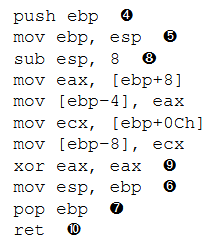 push ebp ❹
mov ebp, esp ❺
sub esp, 8 ❽
mov eax, [ebp+8]
mov [ebp-4], eax
mov ecx, [ebp+0Ch]
mov [ebp-8], ecx
xor eax, eax ❾
mov esp, ebp ❻
pop ebp ❼
ret ❿